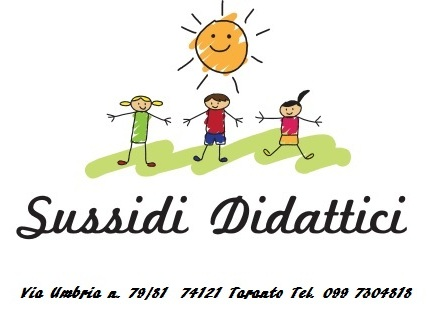 Sussidi Didattici
Via Umbria n. 79/81 74121 Taranto Tel. 099 7304818